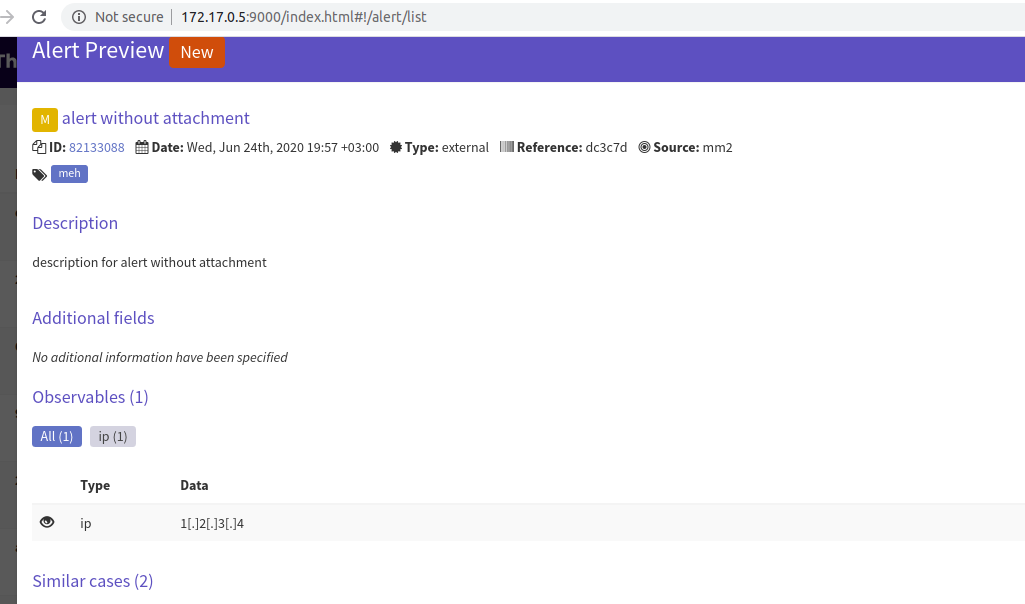 Not secure | 172.17.0.5:9000/index.html#!/alert/list
Th
Alert Preview New
M alert without attachment
ID: 82133088 Date: Wed, Jun 24th, 2020 19:57 +03:00 Type: external Reference: dc3c7d Source: mm2
meh
Description
description for alert without attachment
Additional fields
No aditional information have been specified
Observables (1)
All (1) ip (1)
Type Data
ip 1[.]2[.]3[.]4
Similar cases (2)